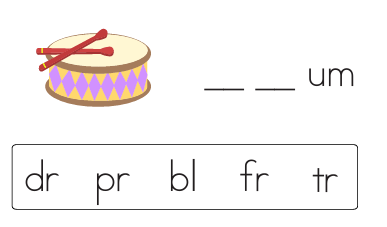 __ __ um
dr pr bl fr tr